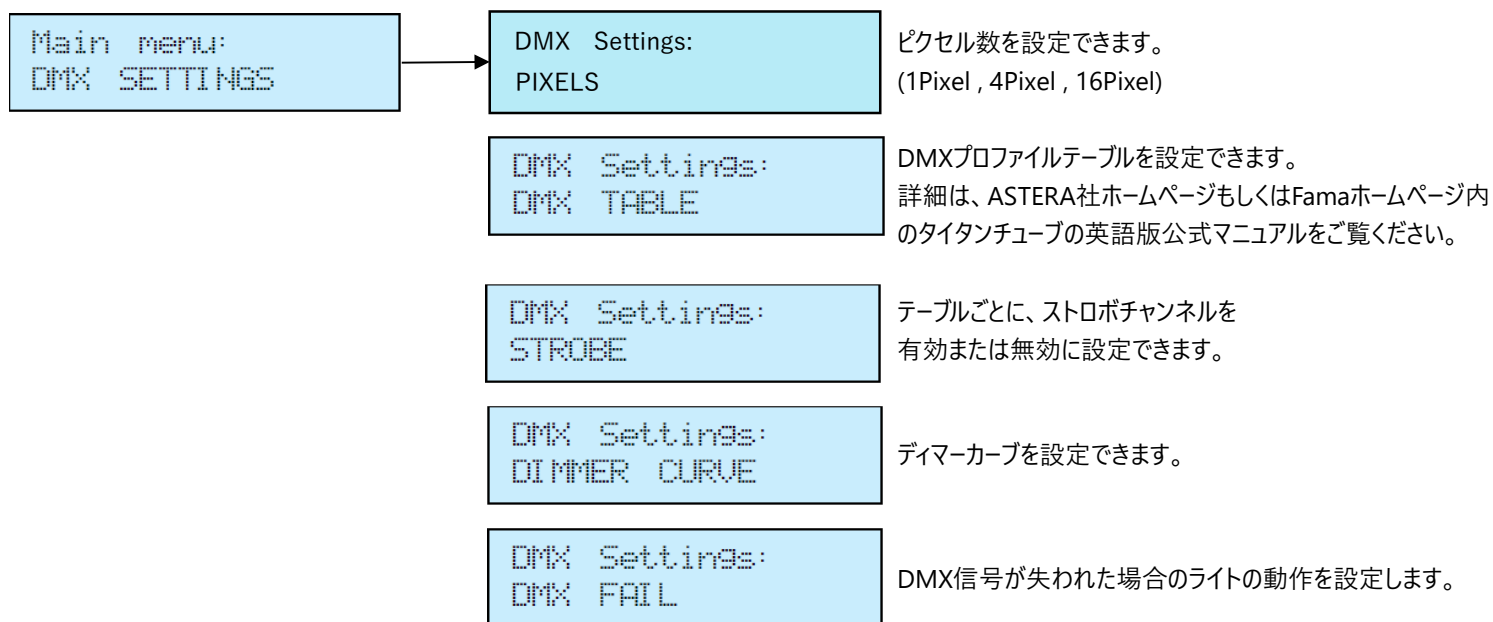 Main menu:
DMX SETTINGS
DMX Settings:
PIXELS
ピクセル数を設定できます。
(1Pixel , 4Pixel , 16Pixel)
DMX Settings:
DMX TABLE
DMXプロファイルテーブルを設定できます。
詳細は、ASTERA社ホームページもしくはFamaホームページ内
のタイタンチューブの英語版公式マニュアルをご覧ください。
DMX Settings:
STROBE
テーブルごとに、ストロボチャンネルを
有効または無効に設定できます。
DMX Settings:
DIMMER CURVE
ディマーカーブを設定できます。
DMX Settings:
DMX FAIL
DMX信号が失われた場合のライトの動作を設定します。